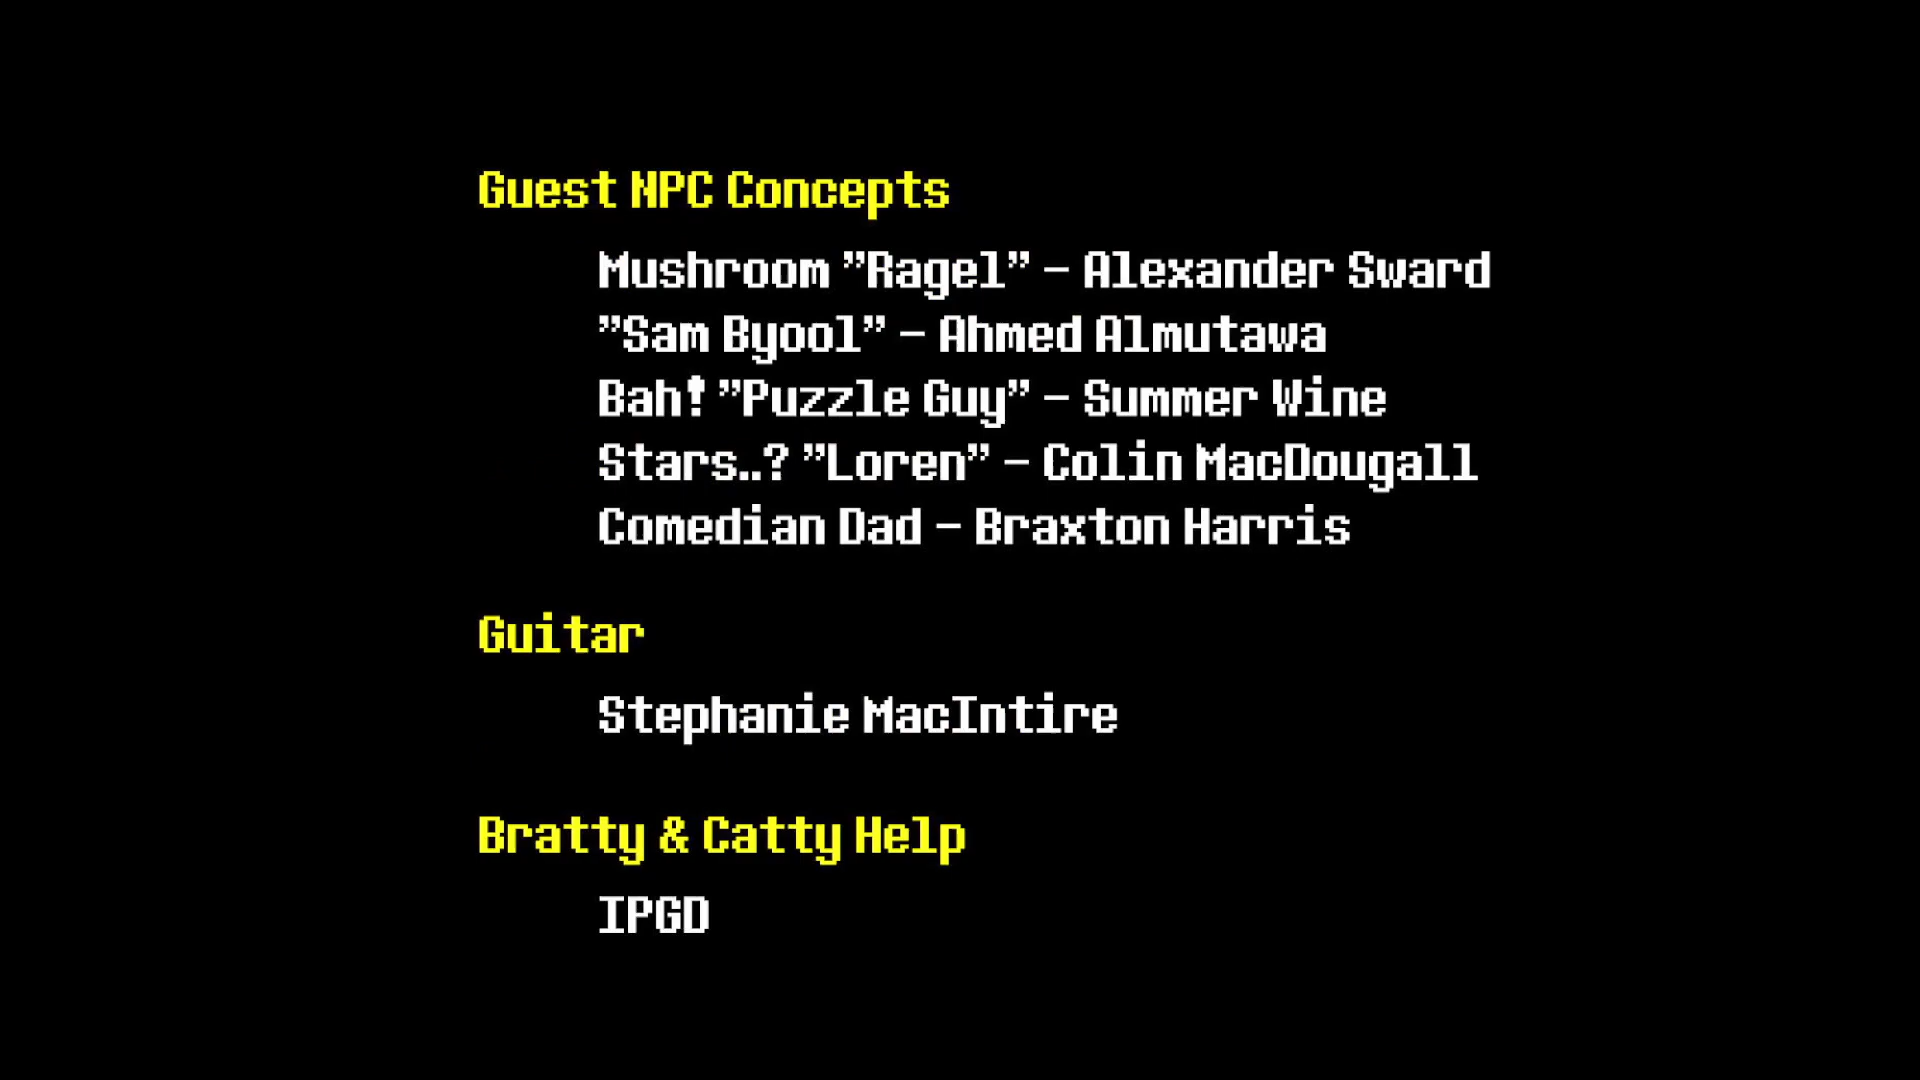 Guest NPC Concepts
Mushroom ”Ragel” - Alexander Sward
”Sam Byool” - Ahmed Almutawa
Bah! ”Puzzle Guy” - Summer Wine
Stars..? ”Loren” - Colin MacDougall
Comedian Dad - Braxton Harris
Guitar
Stephanie MacIntire
Bratty & Catty Help
IPGD